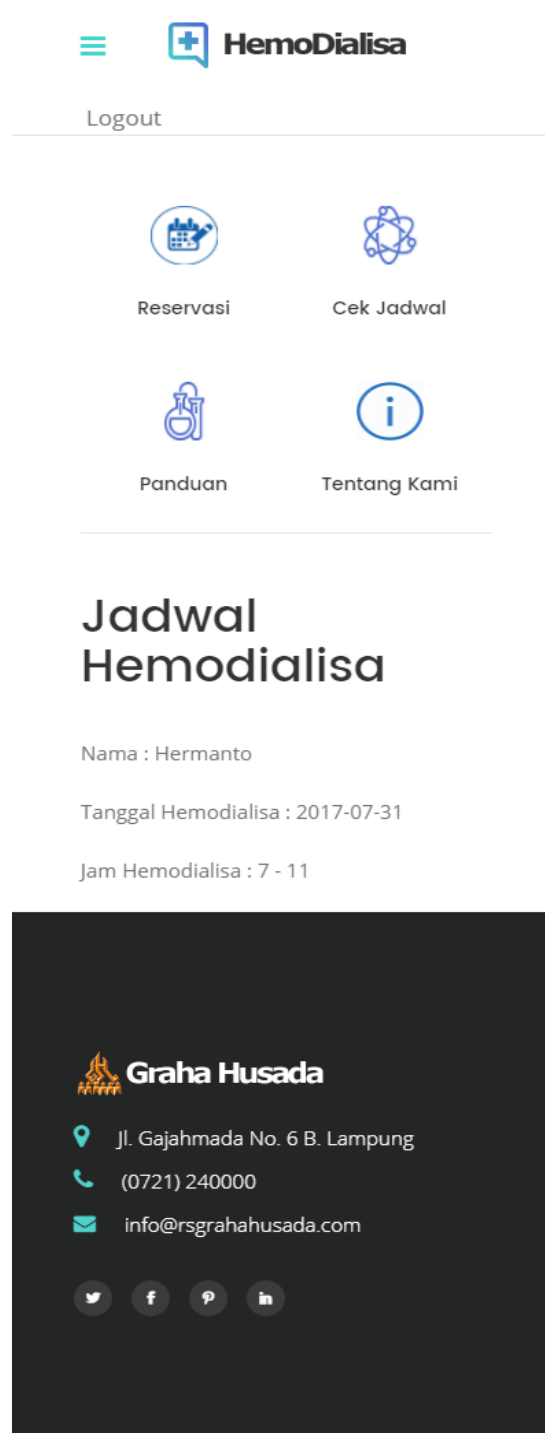 HemoDialisa
Logout
Reservasi
Cek Jadwal
Panduan
Tentang Kami
Jadwal
Hemodialisa
Nama : Hermanto
Tanggal Hemodialisa : 2017-07-31
Jam Hemodialisa : 7 - 11
Graha Husada
Jl. Gajahmada No. 6 B. Lampung
(0721) 240000
info@rsgrahahusada.com